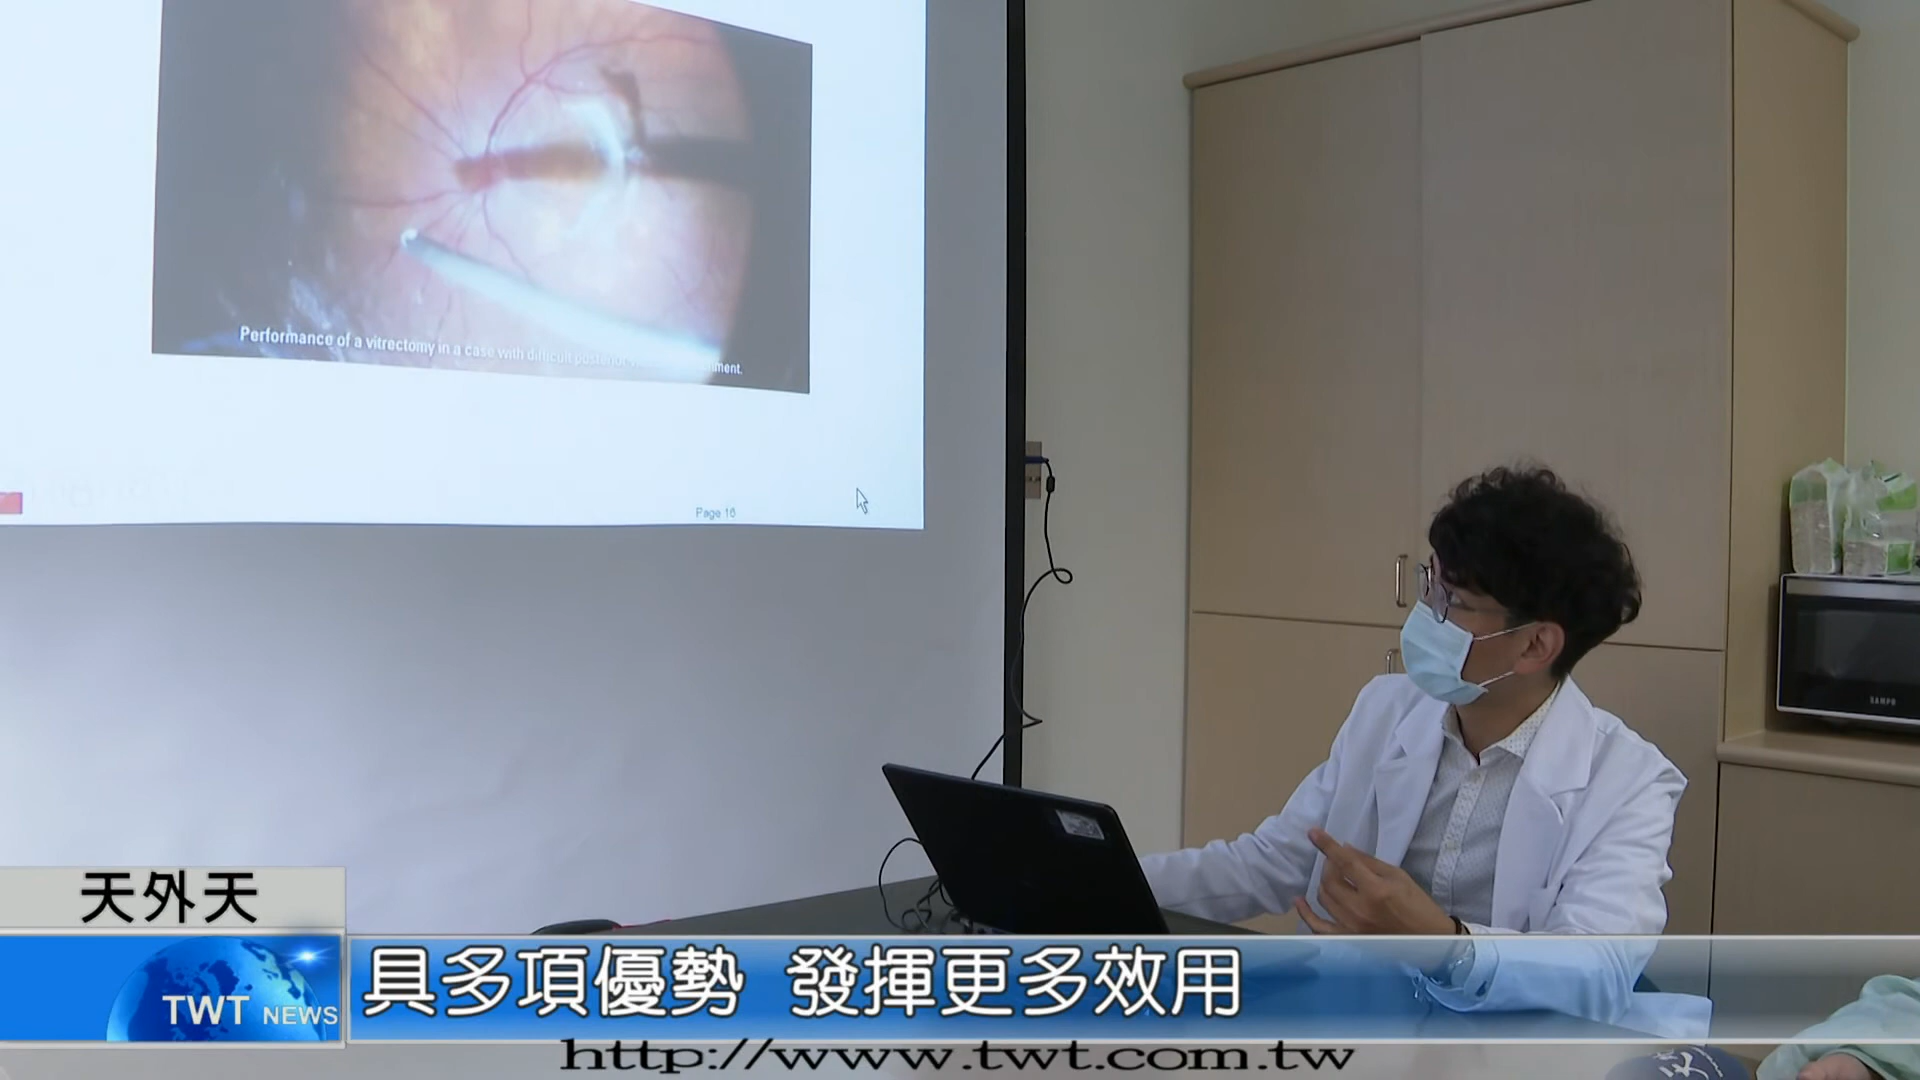 Performance of a vitrectomy in a case with difficult
Page 16
SAMPO
天外天
TWT NEWS
具多項優勢 發揮更多效用
http://www.twt.com.tw